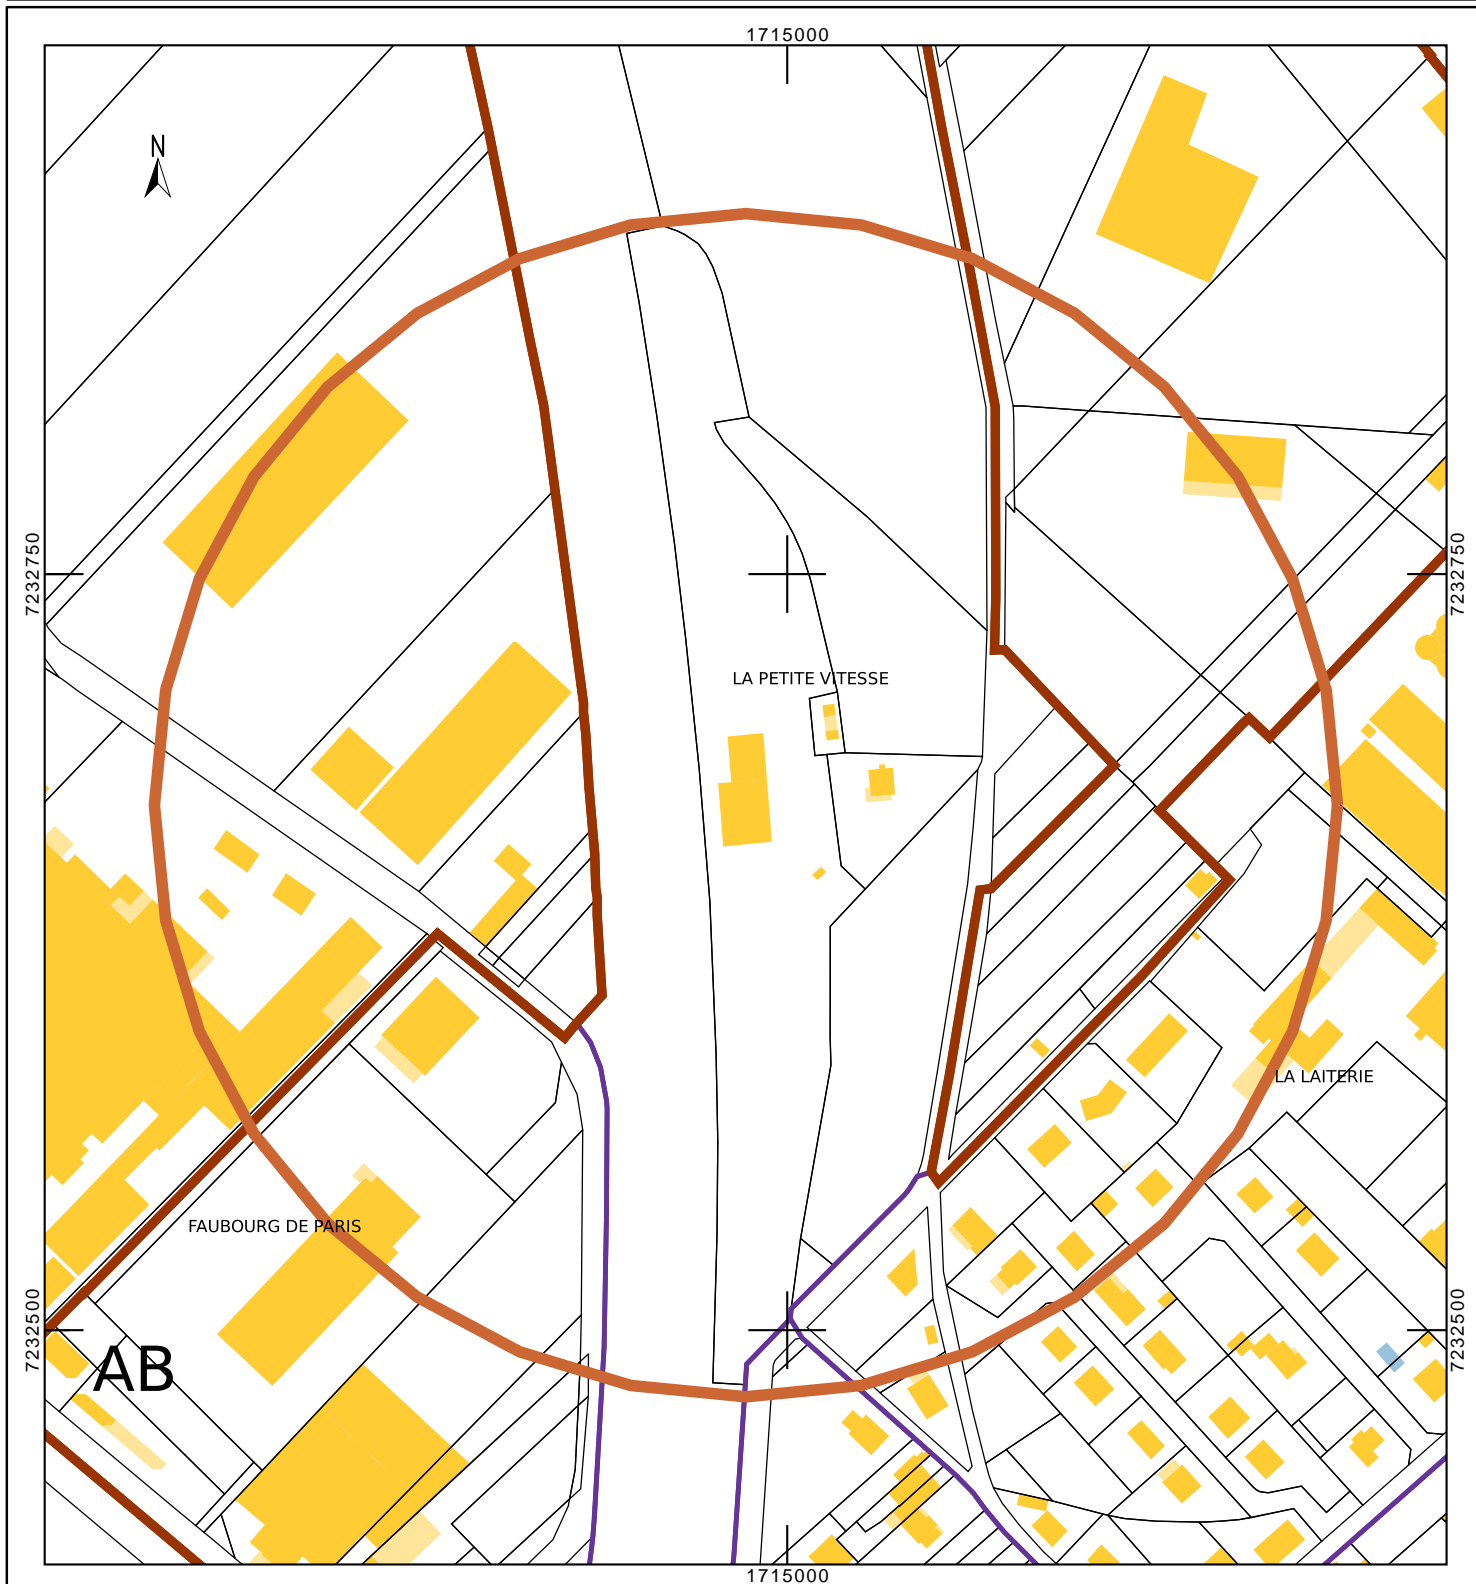 1715000
N
7232750
7232750
LA PETITE VITESSE
LA LAITERIE
FAUBOURG DE PARIS
7232500
7232500
AB
1715000